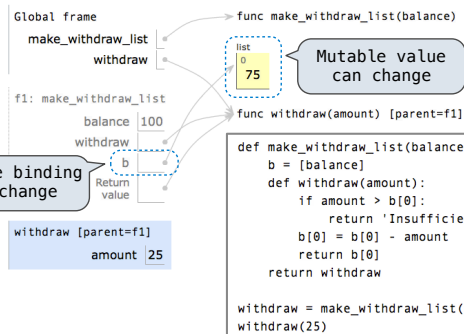 Global frame
make_withdraw_list
withdraw
func make_withdraw_list(balance)
list
0
75
Mutable value
can change
f1: make_withdraw_list
balance 100
withdraw
b
Return
value
func withdraw(amount) [parent=f1]
binding
change
withdraw [parent=f1]
amount 25
def make_withdraw_list(balance
b = [balance]
def withdraw(amount):
if amount > b[0]:
return 'Insufficie
b[0] = b[0] - amount
return b[0]
return withdraw
withdraw = make_withdraw_list(
withdraw(25)